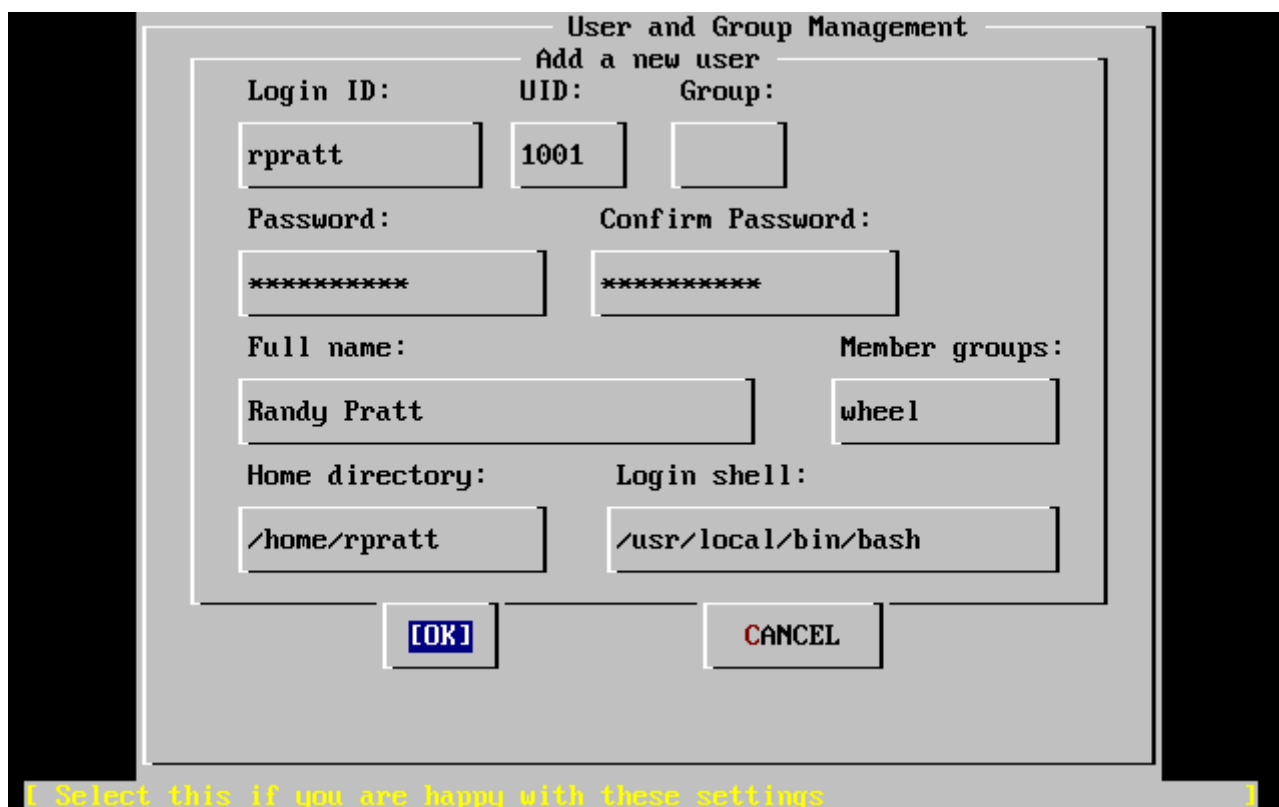 User and Group Management
Add a new user
Login ID: UID: Group:
rpratt 1001
Password: Confirm Password:
********** **********
Full name: Member groups:
Randy Pratt wheel
Home directory: Login shell:
/home/rpratt /usr/local/bin/bash
[OK] CANCEL
[ Select this if you are happy with these settings ]